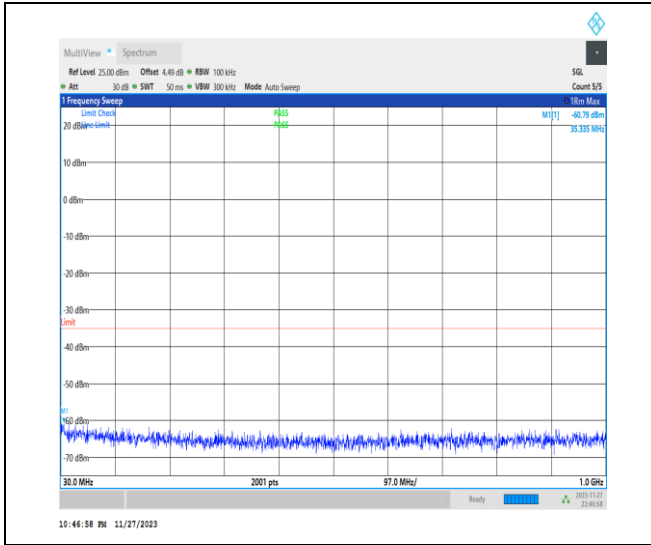 MultiView Spectrum
Ref Level 25.00 dBm Offset 4.49 dB RBW 100 kHz SGL
Att 30 dB SWT 50 ms VBW 300 kHz Mode Auto Sweep Count 5/5
1 Frequency Sweep 1Rm Max
Limit Check PASS M1[1] -60.79 dBm
20 dBm Line Limit PASS 35.335 MHz
10 dBm
0 dBm
-10 dBm
-20 dBm
-30 dBm
Limit
-40 dBm
-50 dBm
M1
-60 dBm
-70 dBm
30.0 MHz 2001 pts 97.0 MHz/ 1.0 GHz
Ready 2023-11-27
22:46:58
10:46:58 PM 11/27/2023